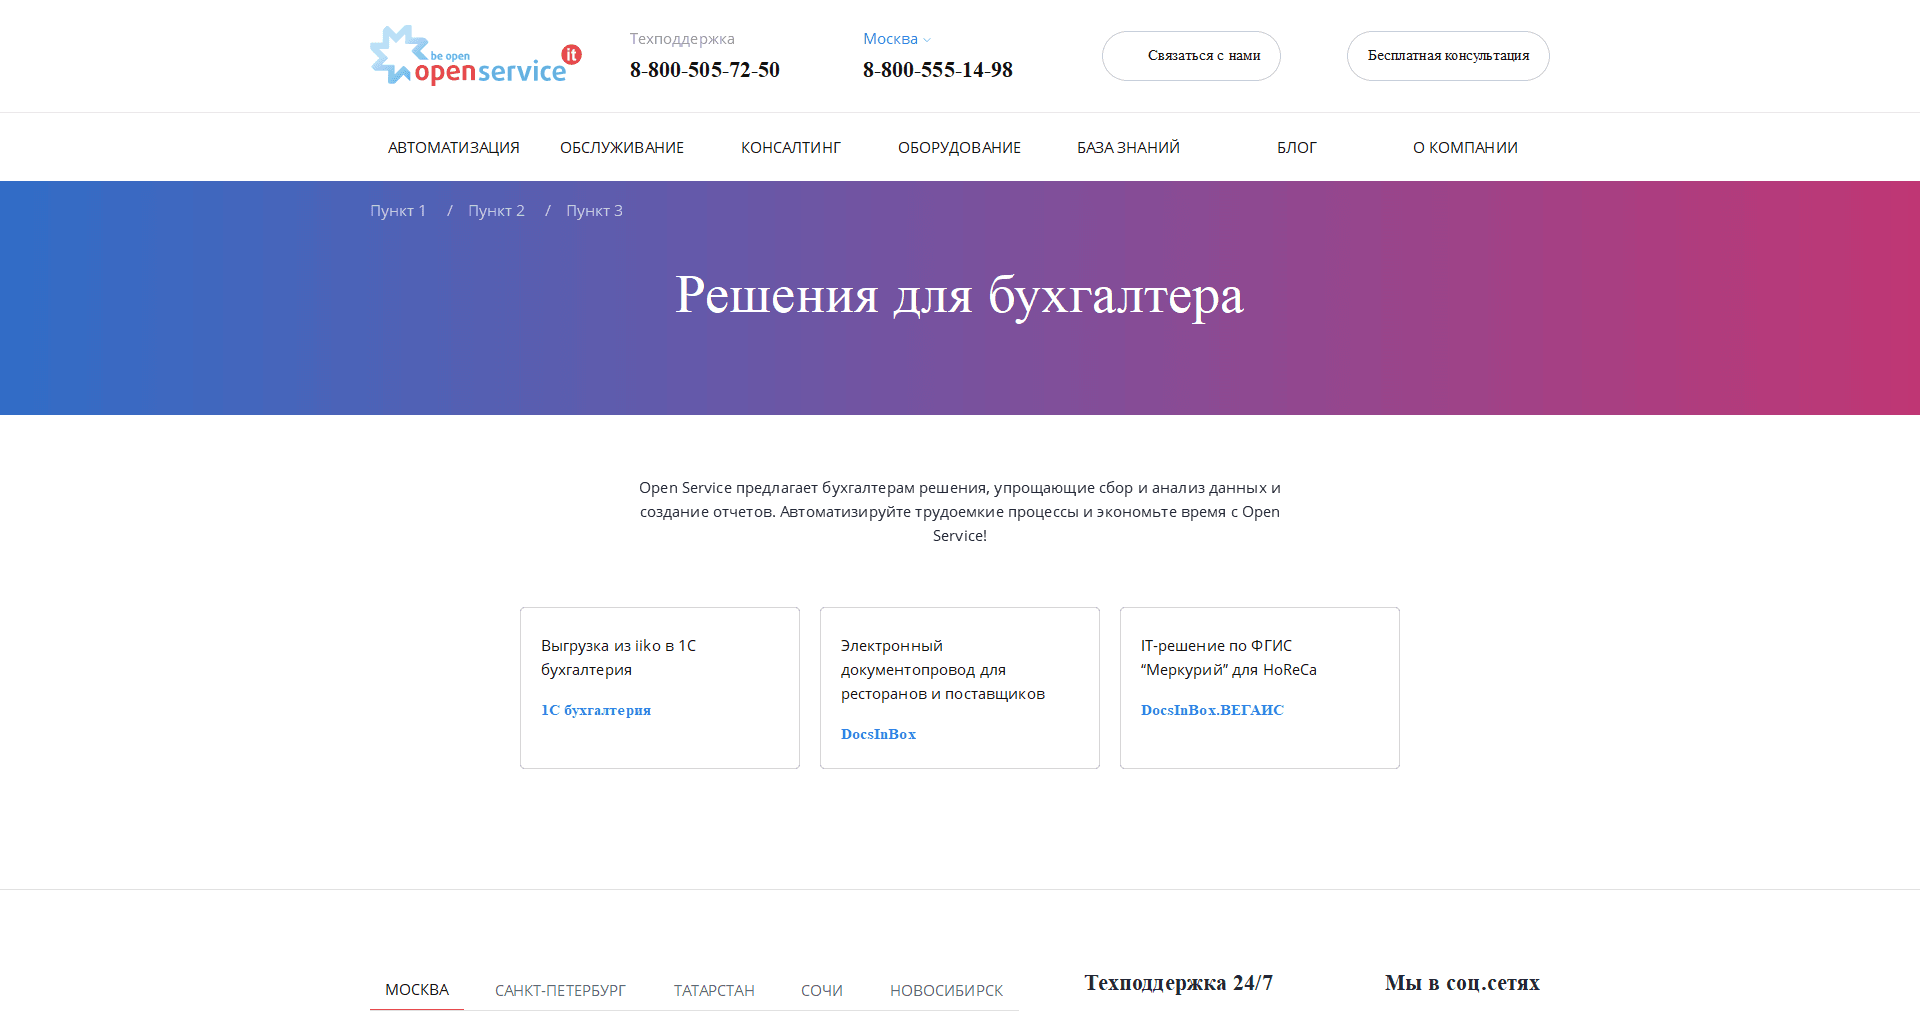 be open
openservice it
Техподдержка
8-800-505-72-50
Москва
8-800-555-14-98
Связаться с нами
Бесплатная консультация
АВТОМАТИЗАЦИЯ ОБСЛУЖИВАНИЕ КОНСАЛТИНГ ОБОРУДОВАНИЕ БАЗА ЗНАНИЙ БЛОГ О КОМПАНИИ
Пункт 1 / Пункт 2 / Пункт 3
Решения для бухгалтера
Open Service предлагает бухгалтерам решения, упрощающие сбор и анализ данных и
создание отчетов. Автоматизируйте трудоемкие процессы и экономьте время с Open
Service!
Выгрузка из iiko в 1С
бухгалтерия
1С бухгалтерия
Электронный
документопровод для
ресторанов и поставщиков
DocsInBox
IT-решение по ФГИС
“Меркурий” для HoReCa
DocsInBox.ВЕГАИС
МОСКВА САНКТ-ПЕТЕРБУРГ ТАТАРСТАН СОЧИ НОВОСИБИРСК
Техподдержка 24/7
Мы в соц.сетях